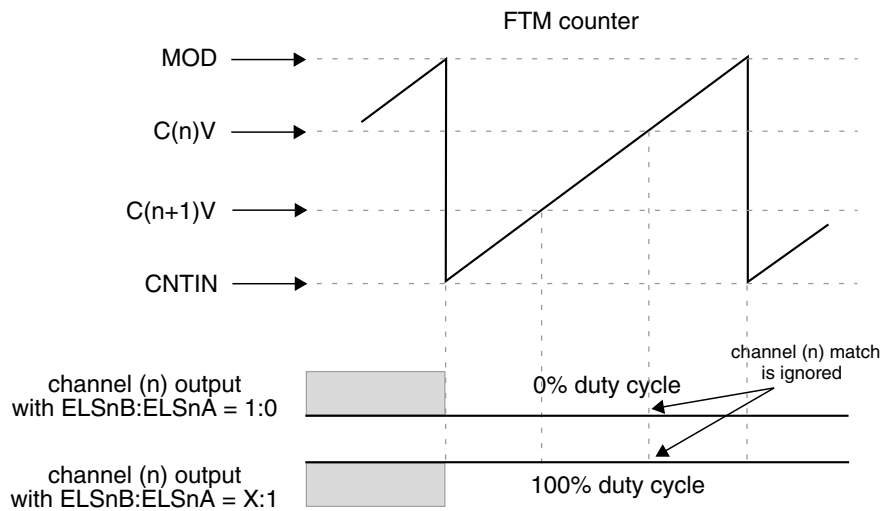 FTM counter
MOD
C(n)V
C(n+1)V
CNTIN
channel (n) match
is ignored
channel (n) output
with ELSnB:ELSnA = 1:0
0% duty cycle
channel (n) output
with ELSnB:ELSnA = X:1
100% duty cycle